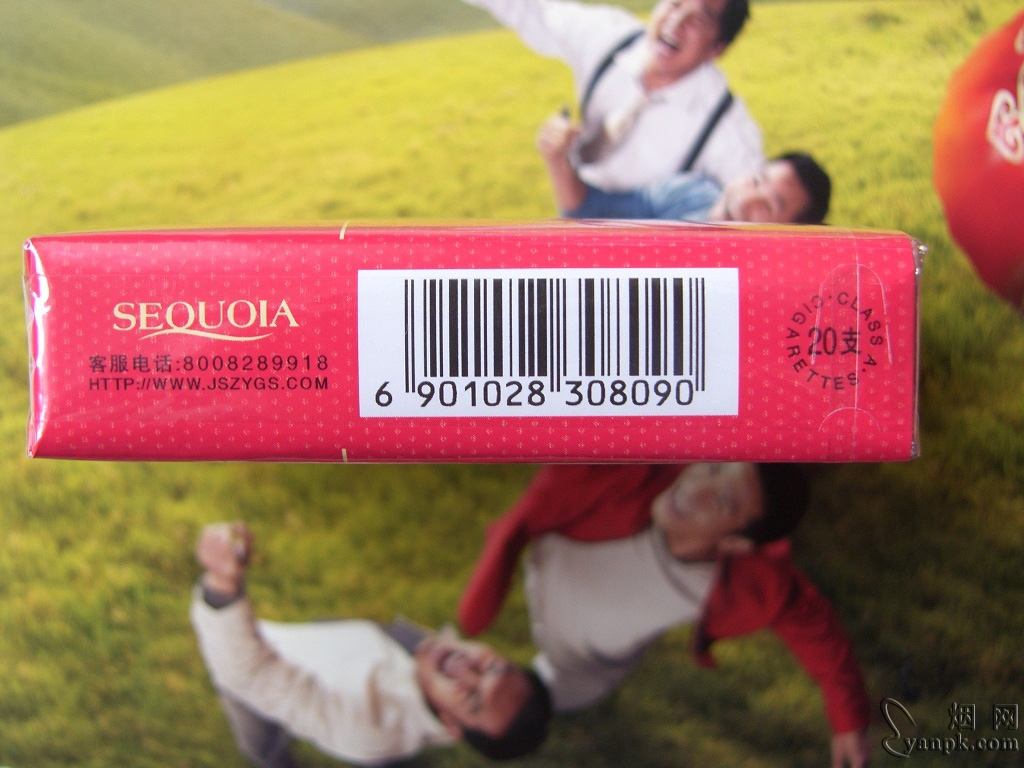 SEQUOIA
客服电话:8008289918
HTTP://WWW.JSZYGS.COM
6 901028 308090
·CLASS A·CIGARETTES
20支
烟网
yanpk.com